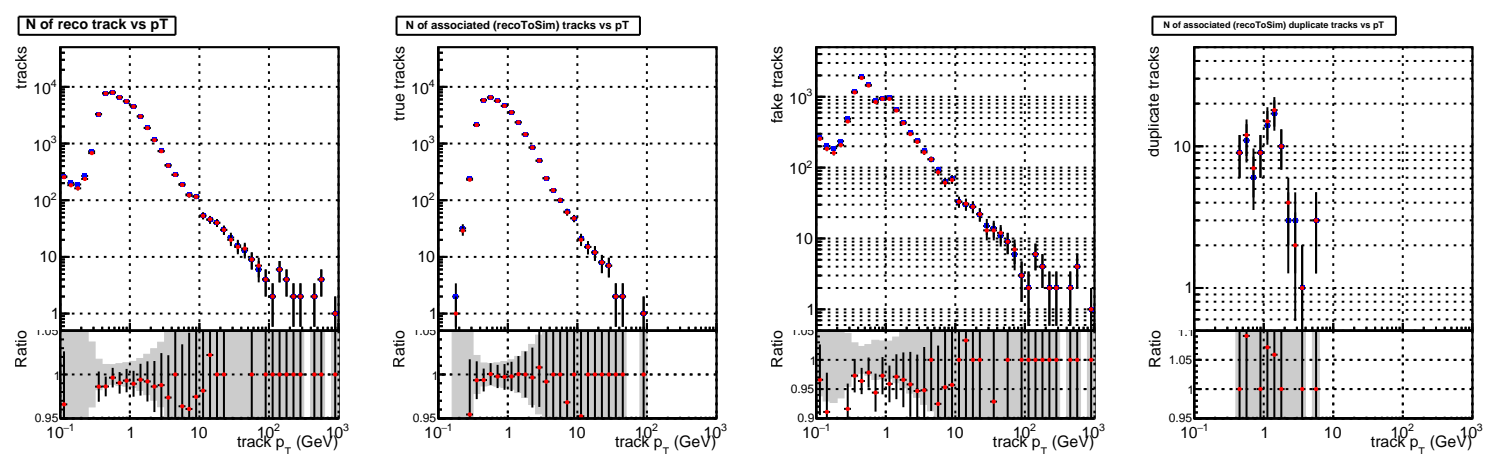 N of reco track vs pT
tracks
10^4
10^3
10^2
10
1
Ratio
1.05
1
0.95
10^-1 1 10 10^2 10^3
track p_T (GeV)
N of associated (recoToSim) tracks vs pT
true tracks
10^4
10^3
10^2
10
1
Ratio
1.05
1
0.95
10^-1 1 10 10^2 10^3
track p_T (GeV)
fake tracks
10^3
10^2
10
1
Ratio
1.05
1
0.95
0.9
10^-1 1 10 10^2 10^3
track p_T (GeV)
N of associated (recoToSim) duplicate tracks vs pT
duplicate tracks
10
1
Ratio
1.1
1.05
1
0.95
10^-1 1 10 10^2 10^3
track p_T (GeV)